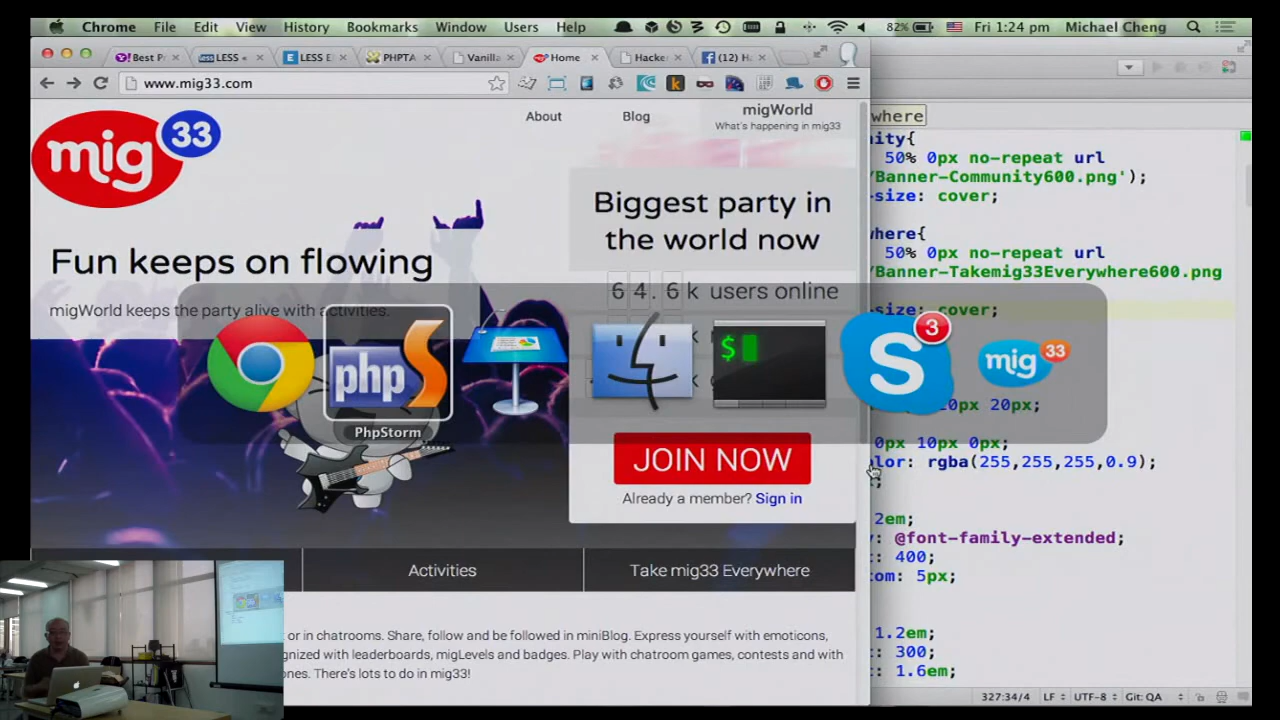 Chrome File Edit View History Bookmarks Window Users Help 82% Fri 1:24 pm Michael Cheng
Best Pr LESS « LESS E PHPTA Vanilla Home Hacke (12) Ha
www.mig33.com
mig 33
About Blog migWorld
What's happening in mig33
Biggest party in
the world now
Fun keeps on flowing
64.6k users online
migWorld keeps the party alive with activities.
k
k
php S
$
S 3
mig 33
PhpStorm
JOIN NOW
Already a member? Sign in
Activities
Take mig33 Everywhere
or in chatrooms. Share, follow and be followed in miniBlog. Express yourself with emoticons,
gnized with leaderboards, migLevels and badges. Play with chatroom games, contests and with
ones. There's lots to do in mig33!
where
nity{
50% 0px no-repeat url
/Banner-Community600.png');
-size: cover;
where{
50% 0px no-repeat url
/Banner-Takemig33Everywhere600.png
-size: cover;
20px;
0px 10px 0px;
olor: rgba(255,255,255,0.9);
2em;
y: @font-family-extended;
t: 400;
tom: 5px;
1.2em;
t: 300;
1.6em;
327:34/4 LF UTF-8 Git: QA